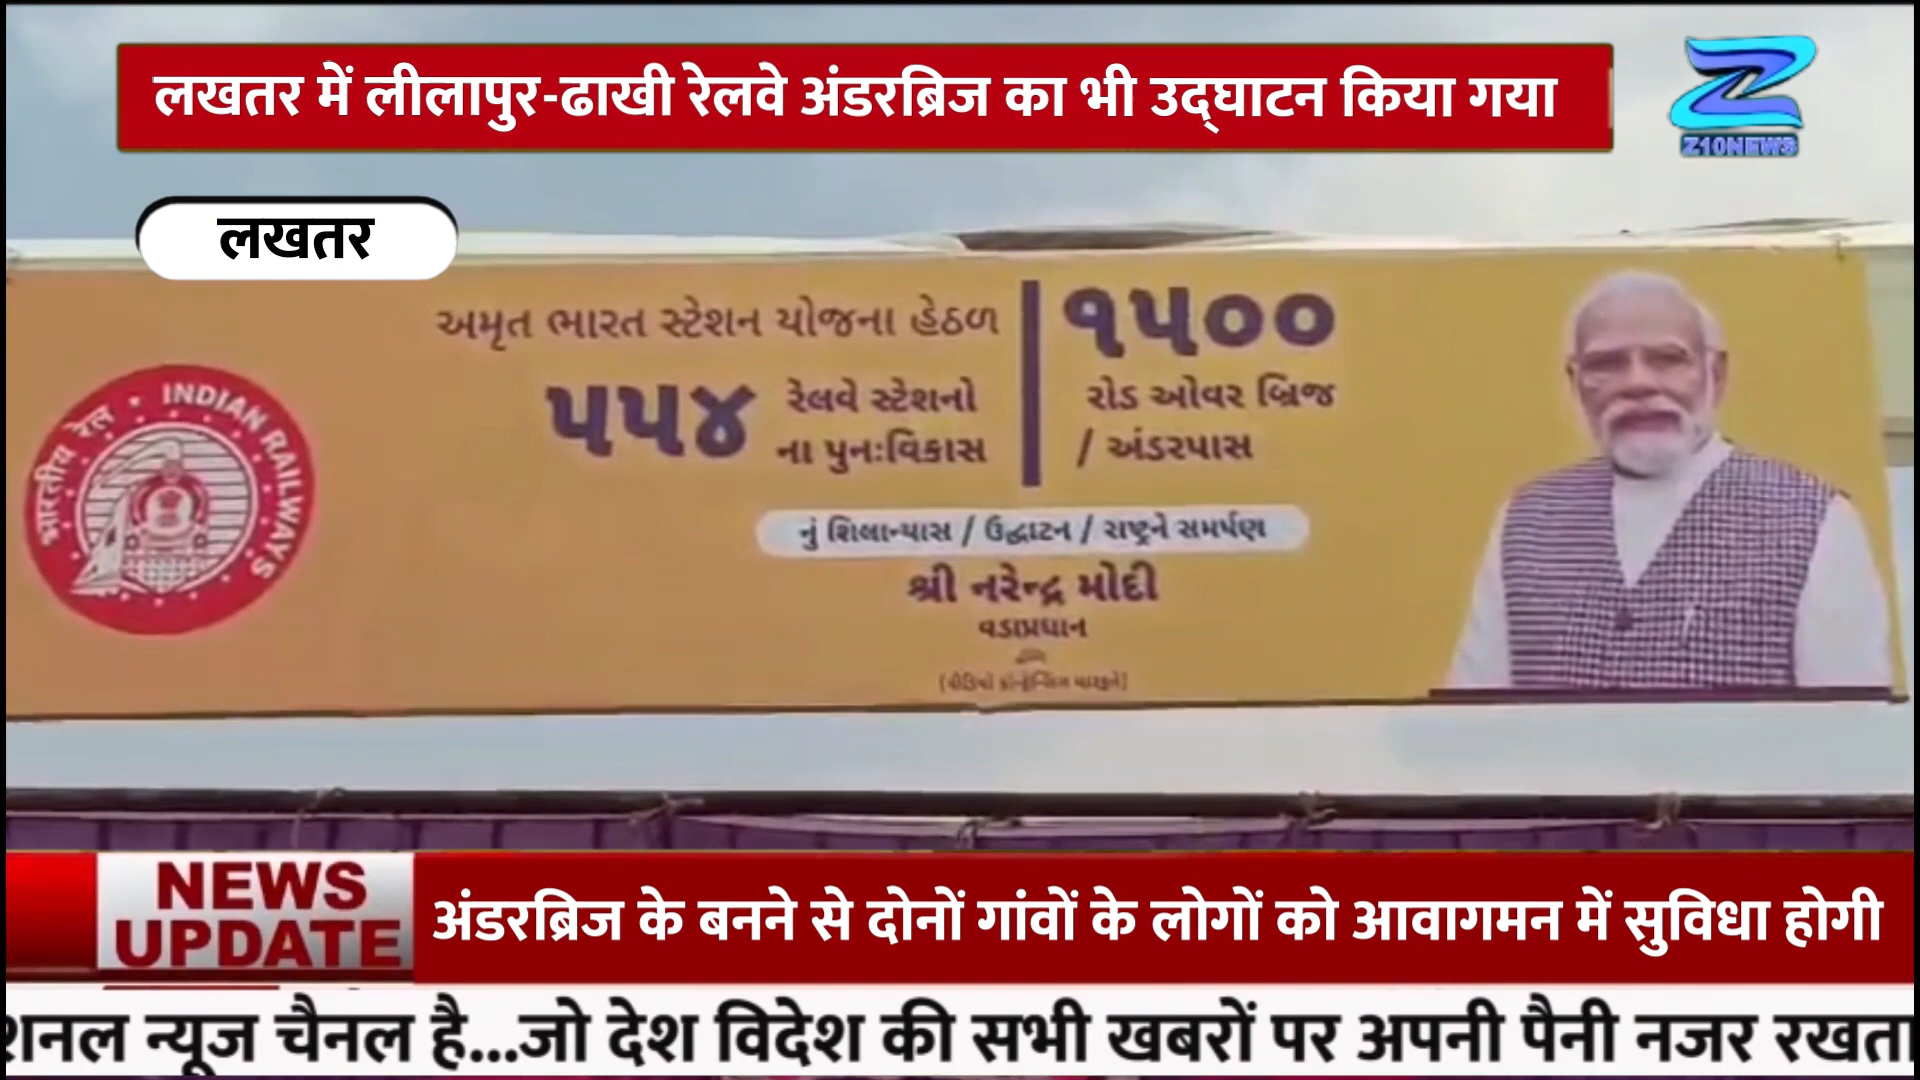 लखतर में लीलापुर-ढाखी रेलवे अंडरब्रिज का भी उद्घाटन किया गया
Z10NEWS
लखतर
અમૃત ભારત સ્ટેશન યોજના હેઠળ
૫૫૪ રેલવે સ્ટેશનો
ના પુનઃવિકાસ
૧૫૦૦
રોડ ઓવર બ્રિજ
/ અંડરપાસ
નું શિલાન્યાસ / ઉદ્ઘાટન / રાષ્ટ્રને સમર્પણ
શ્રી નરેન્દ્ર મોદી
વડાપ્રધાન
भारतीय रेल
INDIAN RAILWAYS
NEWS
UPDATE
अंडरब्रिज के बनने से दोनों गांवों के लोगों को आवागमन में सुविधा होगी
शनल न्यूज चैनल है...जो देश विदेश की सभी खबरों पर अपनी पैनी नजर रखता